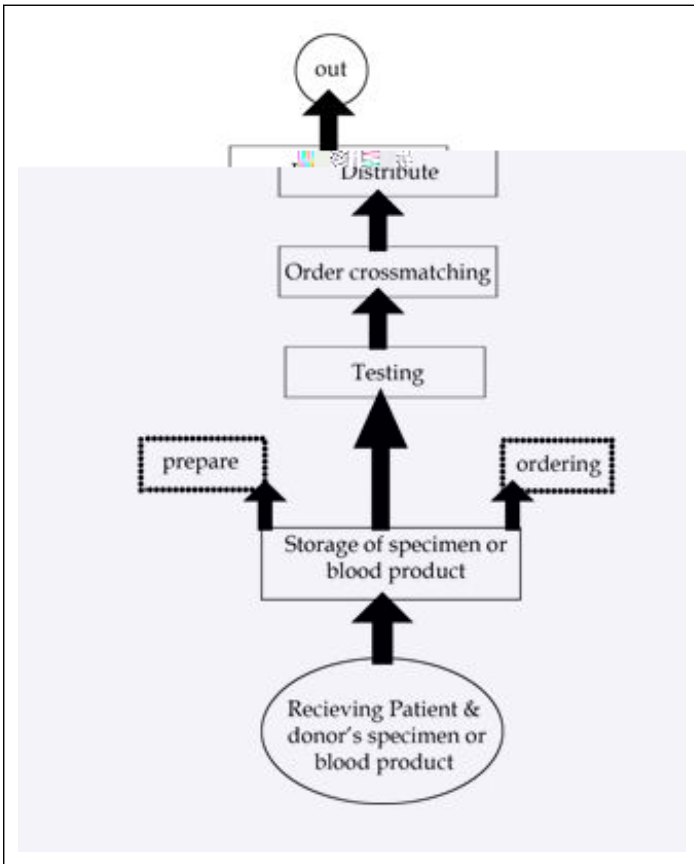 out
Distribute
Order crossmatching
Testing
prepare
ordering
Storage of specimen or
blood product
Recieving Patient &
donor's specimen or
blood product